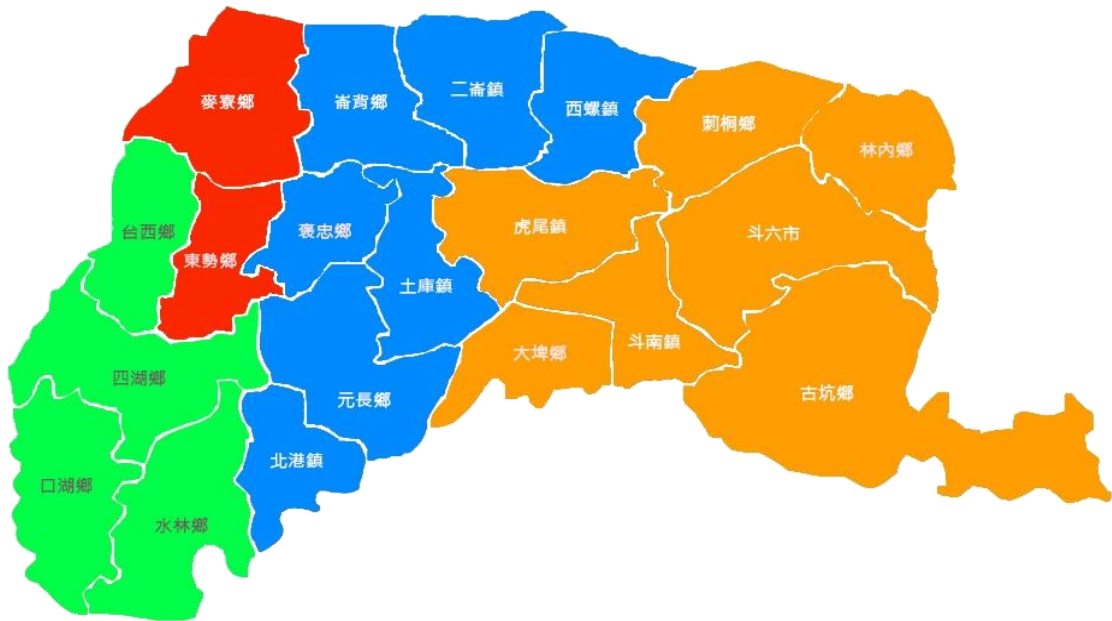 麥寮鄉
崙背鄉
二崙鎮
西螺鎮
莿桐鄉
林內鄉
台西鄉
東勢鄉
褒忠鄉
土庫鎮
虎尾鎮
斗六市
四湖鄉
元長鄉
大埤鄉
斗南鎮
古坑鄉
口湖鄉
水林鄉
北港鎮